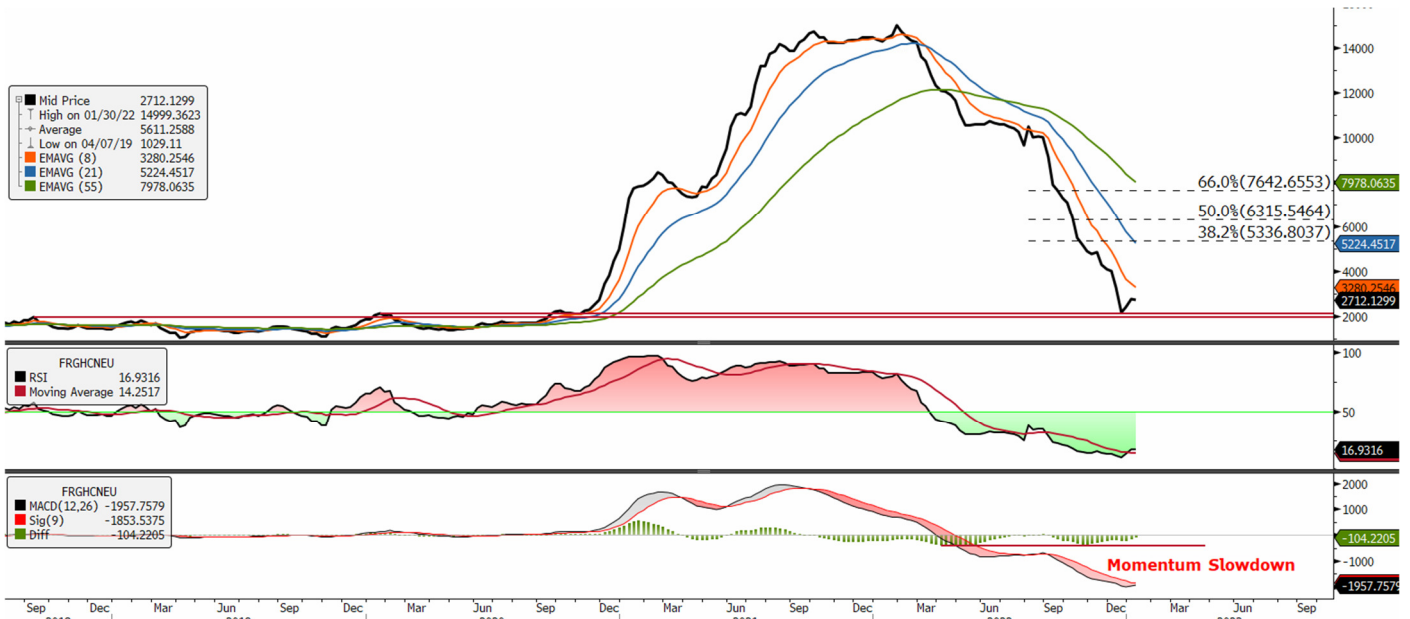 14000
12000
10000
6000
4000
2000
Mid Price 2712.1299
High on 01/30/22 14999.3623
Average 5611.2588
Low on 04/07/19 1029.11
EMAVG (8) 3280.2546
EMAVG (21) 5224.4517
EMAVG (55) 7978.0635
66.0%(7642.6553)
50.0%(6315.5464)
38.2%(5336.8037)
7978.0635
5224.4517
3280.2546
2712.1299
FRGHCNEU
RSI 16.9316
Moving Average 14.2517
100
50
16.9316
FRGHCNEU
MACD(12,26) -1957.7579
Sig(9) -1853.5375
Diff -104.2205
2000
1000
-104.2205
-1000
-1957.7579
Momentum Slowdown
Sep Dec Mar Jun Sep Dec Mar Jun Sep Dec Mar Jun Sep Dec Mar Jun Sep Dec Mar Jun Sep